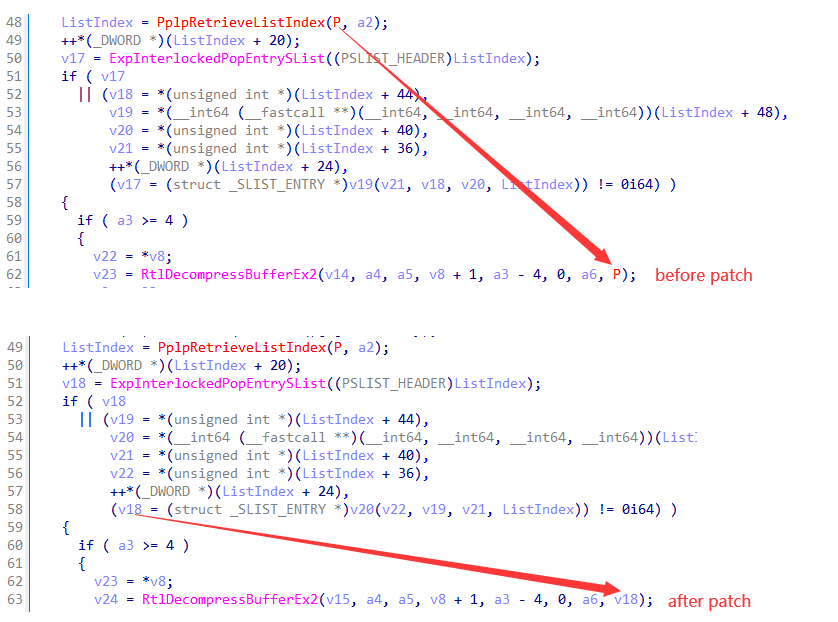 48 ListIndex = PplpRetrieveListIndex(P, a2);
49 ++*(_DWORD *)(ListIndex + 20);
50 v17 = ExpInterlockedPopEntrySList((PSLIST_HEADER)ListIndex);
51 if ( v17
52 || (v18 = *(unsigned int *)(ListIndex + 44),
53 v19 = *(__int64 (__fastcall **)(__int64, __int64, __int64, __int64))(ListIndex + 48),
54 v20 = *(unsigned int *)(ListIndex + 40),
55 v21 = *(unsigned int *)(ListIndex + 36),
56 ++*(_DWORD *)(ListIndex + 24),
57 (v17 = (struct _SLIST_ENTRY *)v19(v21, v18, v20, ListIndex)) != 0i64) )
58 {
59 if ( a3 >= 4 )
60 {
61 v22 = *v8;
62 v23 = RtlDecompressBufferEx2(v14, a4, a5, v8 + 1, a3 - 4, 0, a6, P); before patch
49 ListIndex = PplpRetrieveListIndex(P, a2);
50 ++*(_DWORD *)(ListIndex + 20);
51 v18 = ExpInterlockedPopEntrySList((PSLIST_HEADER)ListIndex);
52 if ( v18
53 || (v19 = *(unsigned int *)(ListIndex + 44),
54 v20 = *(__int64 (__fastcall **)(__int64, __int64, __int64, __int64))(List
55 v21 = *(unsigned int *)(ListIndex + 40),
56 v22 = *(unsigned int *)(ListIndex + 36),
57 ++*(_DWORD *)(ListIndex + 24),
58 (v18 = (struct _SLIST_ENTRY *)v20(v22, v19, v21, ListIndex)) != 0i64) )
59 {
60 if ( a3 >= 4 )
61 {
62 v23 = *v8;
63 v24 = RtlDecompressBufferEx2(v15, a4, a5, v8 + 1, a3 - 4, 0, a6, v18); after patch